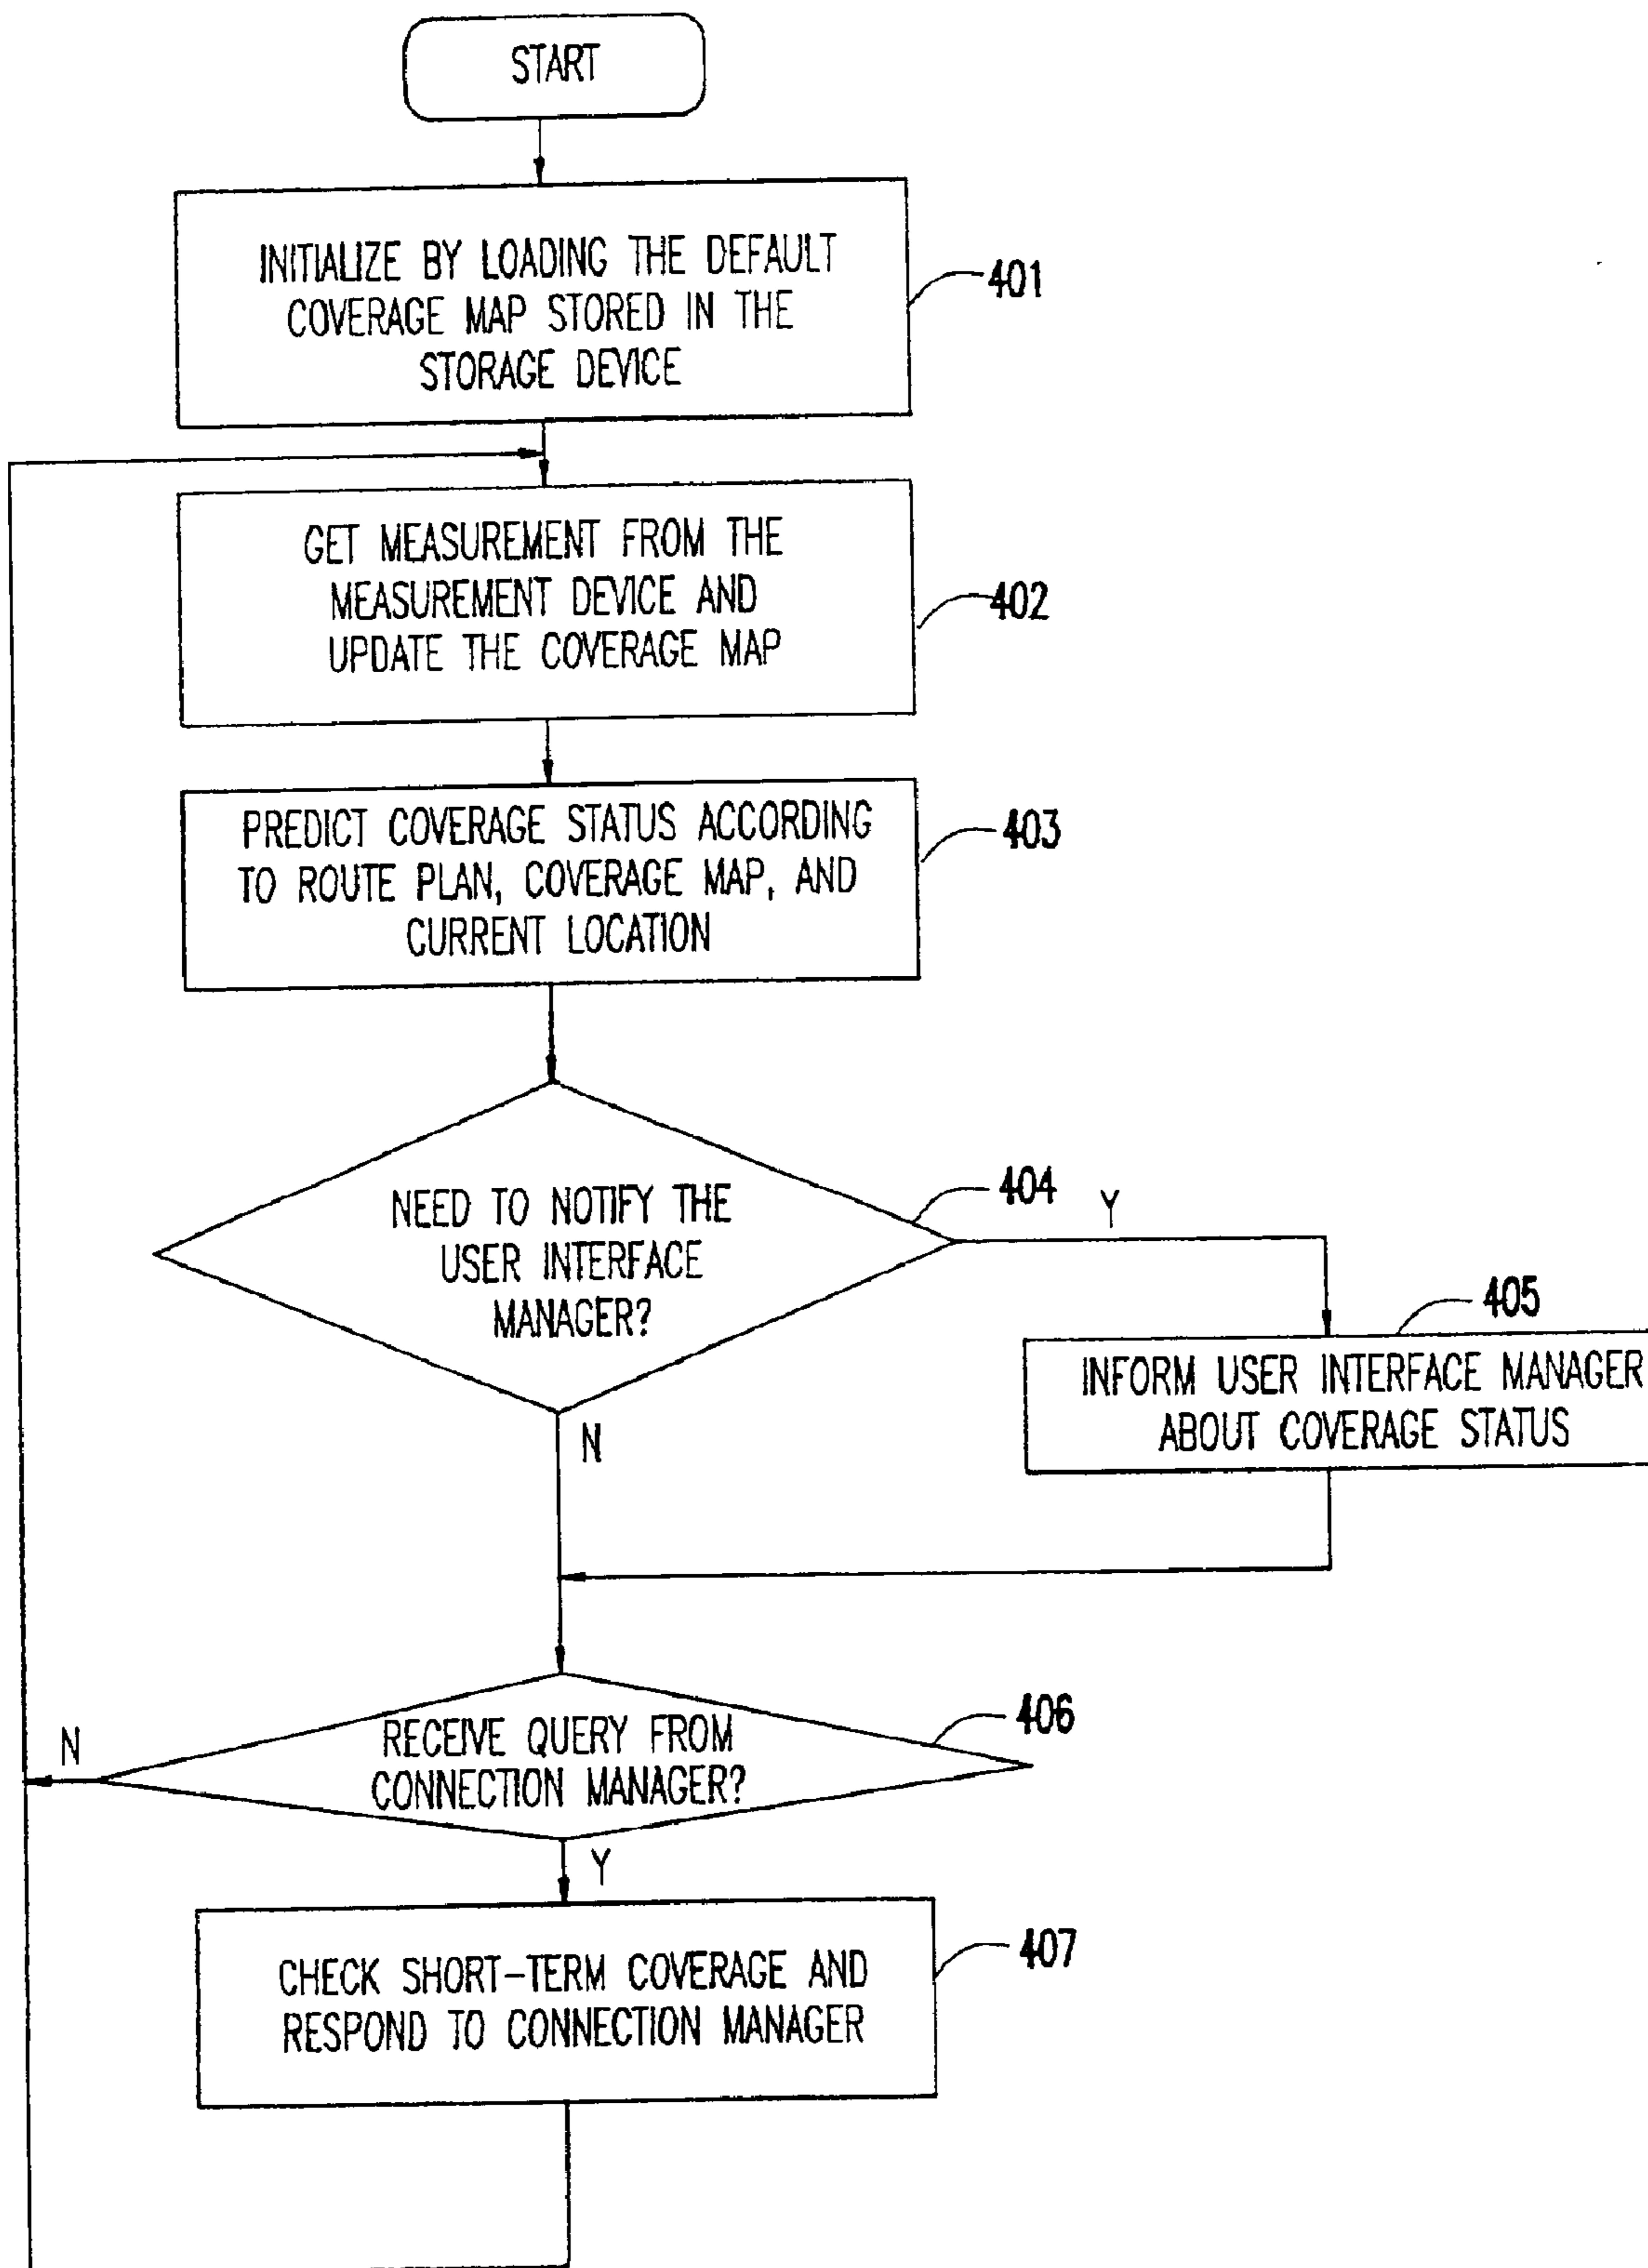 START
INITIALIZE BY LOADING THE DEFAULT
COVERAGE MAP STORED IN THE
STORAGE DEVICE
401
GET MEASUREMENT FROM THE
MEASUREMENT DEVICE AND
UPDATE THE COVERAGE MAP
402
PREDICT COVERAGE STATUS ACCORDING
TO ROUTE PLAN, COVERAGE MAP, AND
CURRENT LOCATION
403
NEED TO NOTIFY THE
USER INTERFACE
MANAGER?
404
Y
405
INFORM USER INTERFACE MANAGER
ABOUT COVERAGE STATUS
N
RECEIVE QUERY FROM
CONNECTION MANAGER?
406
N
Y
CHECK SHORT-TERM COVERAGE AND
RESPOND TO CONNECTION MANAGER
407